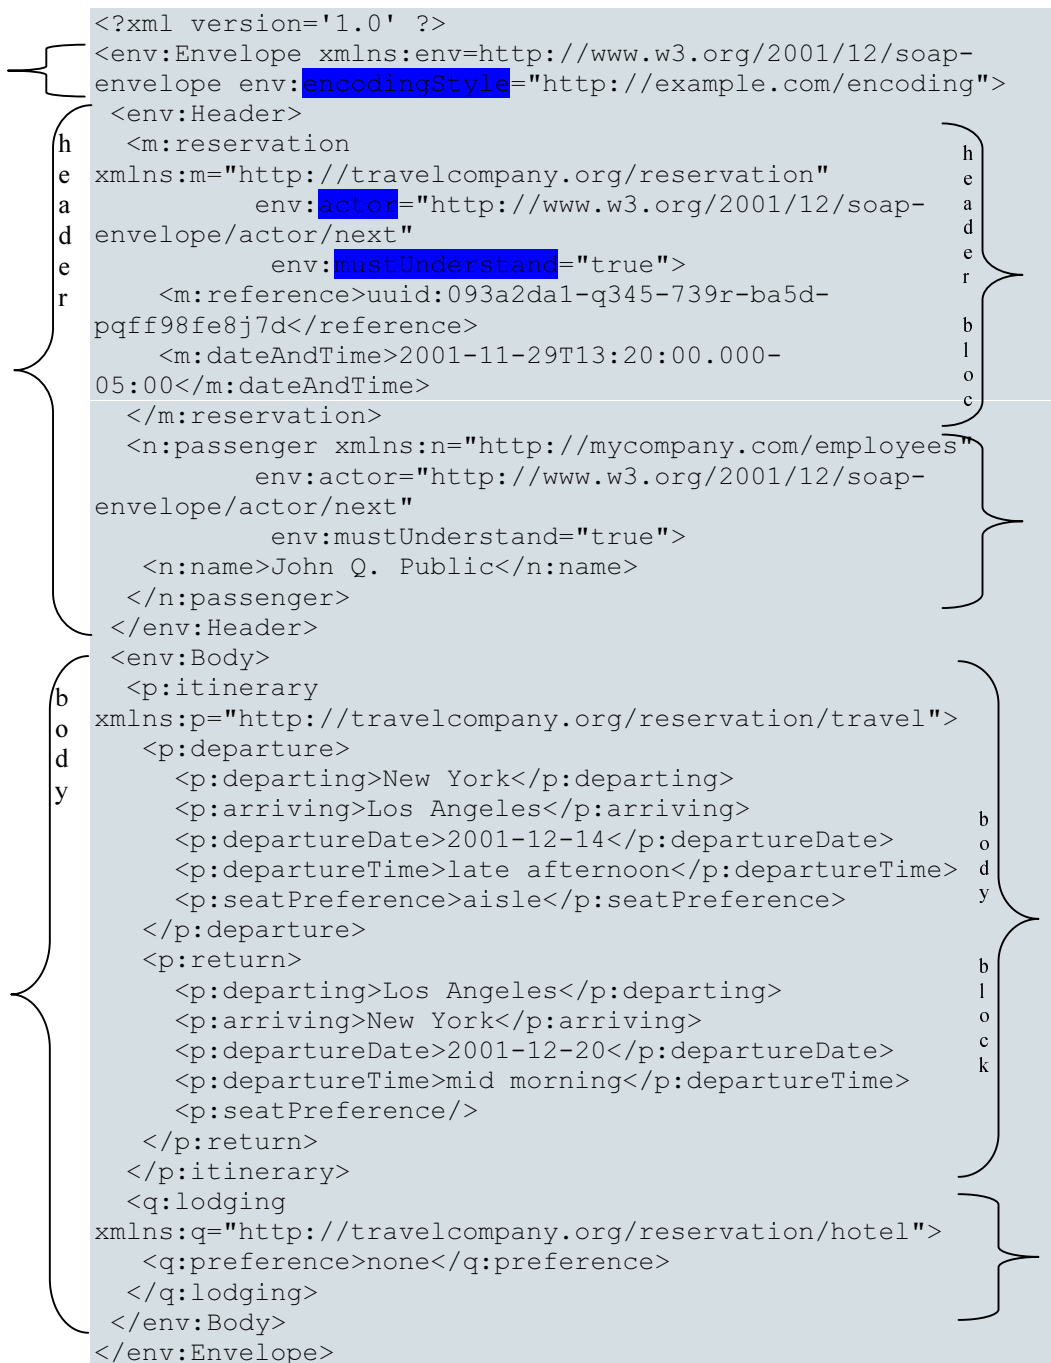 <?xml version='1.0' ?>
<env:Envelope xmlns:env=http://www.w3.org/2001/12/soap-
envelope env:encodingStyle="http://example.com/encoding">
<env:Header>
<m:reservation
xmlns:m="http://travelcompany.org/reservation"
env:actor="http://www.w3.org/2001/12/soap-
envelope/actor/next"
env:mustUnderstand="true">
<m:reference>uuid:093a2da1-q345-739r-ba5d-
pqff98fe8j7d</reference>
<m:dateAndTime>2001-11-29T13:20:00.000-
05:00</m:dateAndTime>
</m:reservation>
<n:passenger xmlns:n="http://mycompany.com/employees"
env:actor="http://www.w3.org/2001/12/soap-
envelope/actor/next"
env:mustUnderstand="true">
<n:name>John Q. Public</n:name>
</n:passenger>
</env:Header>
<env:Body>
<p:itinerary
xmlns:p="http://travelcompany.org/reservation/travel">
<p:departure>
<p:departing>New York</p:departing>
<p:arriving>Los Angeles</p:arriving>
<p:departureDate>2001-12-14</p:departureDate>
<p:departureTime>late afternoon</p:departureTime>
<p:seatPreference>aisle</p:seatPreference>
</p:departure>
<p:return>
<p:departing>Los Angeles</p:departing>
<p:arriving>New York</p:arriving>
<p:departureDate>2001-12-20</p:departureDate>
<p:departureTime>mid morning</p:departureTime>
<p:seatPreference/>
</p:return>
</p:itinerary>
<q:lodging
xmlns:q="http://travelcompany.org/reservation/hotel">
<q:preference>none</q:preference>
</q:lodging>
</env:Body>
</env:Envelope>
header
body
header bloc
body block